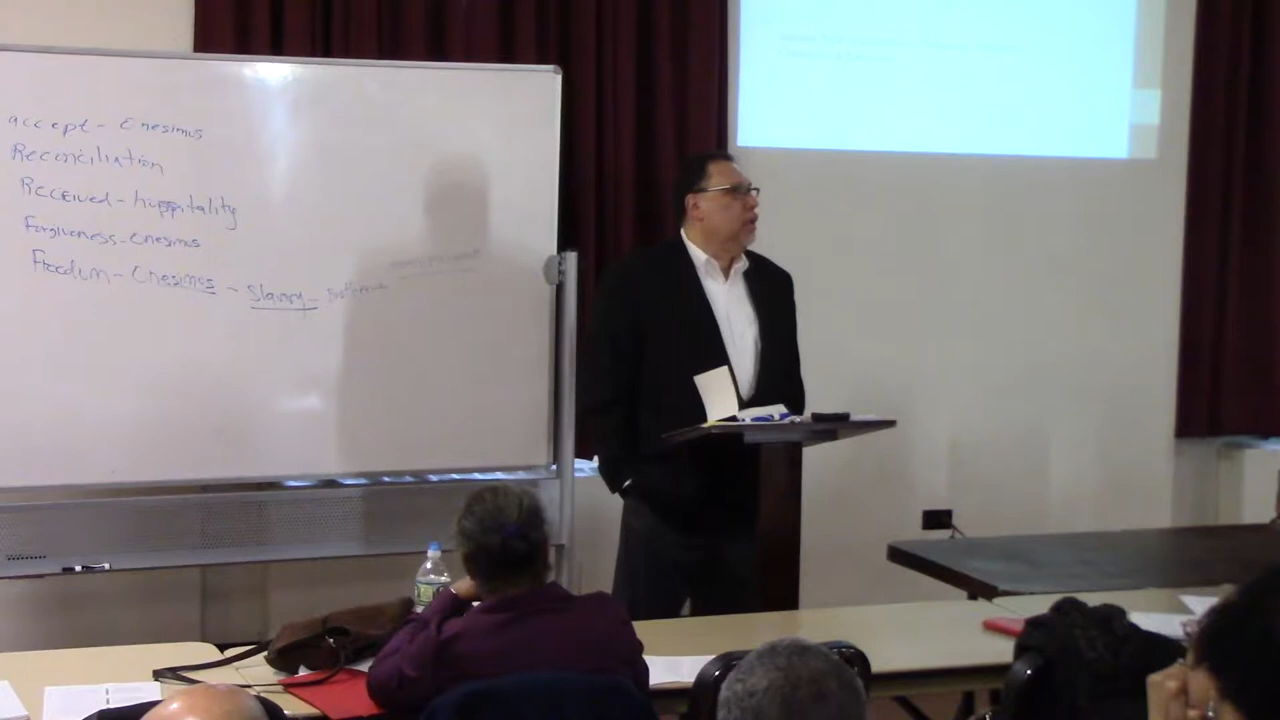 accept - Onesimus
Reconciliation
Received - hospitality
Forgiveness - Onesimus
Freedom - Onesimus - Slavery -